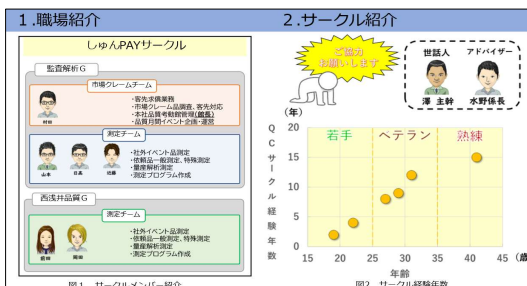 1.職場紹介
しゅんPAYサークル
監査解析G
市場クレームチーム
・客先求償業務
・市場クレーム品調査、客先対応
・本社品質考動館管理(館長)
・品質月間イベント企画・運営
測定チーム
山本
日高
近藤
・社外イベント品測定
・依頼品一般測定、特殊測定
・量産解析測定
・測定プログラム作成
西浅井品質G
測定チーム
岡田
・社外イベント品測定
・依頼品一般測定、特殊測定
・量産解析測定
・測定プログラム作成
図1 サークルメンバー紹介
2.サークル紹介
ご協力
お願いします
世話人
アドバイザー
澤 主幹
水野係長
(年)
QCサークル経験年数
若手
ベテラン
熟練
20
15
10
5
0
15 20 25 30 35 40 45 (歳)
年齢
図2 サークル経験年数